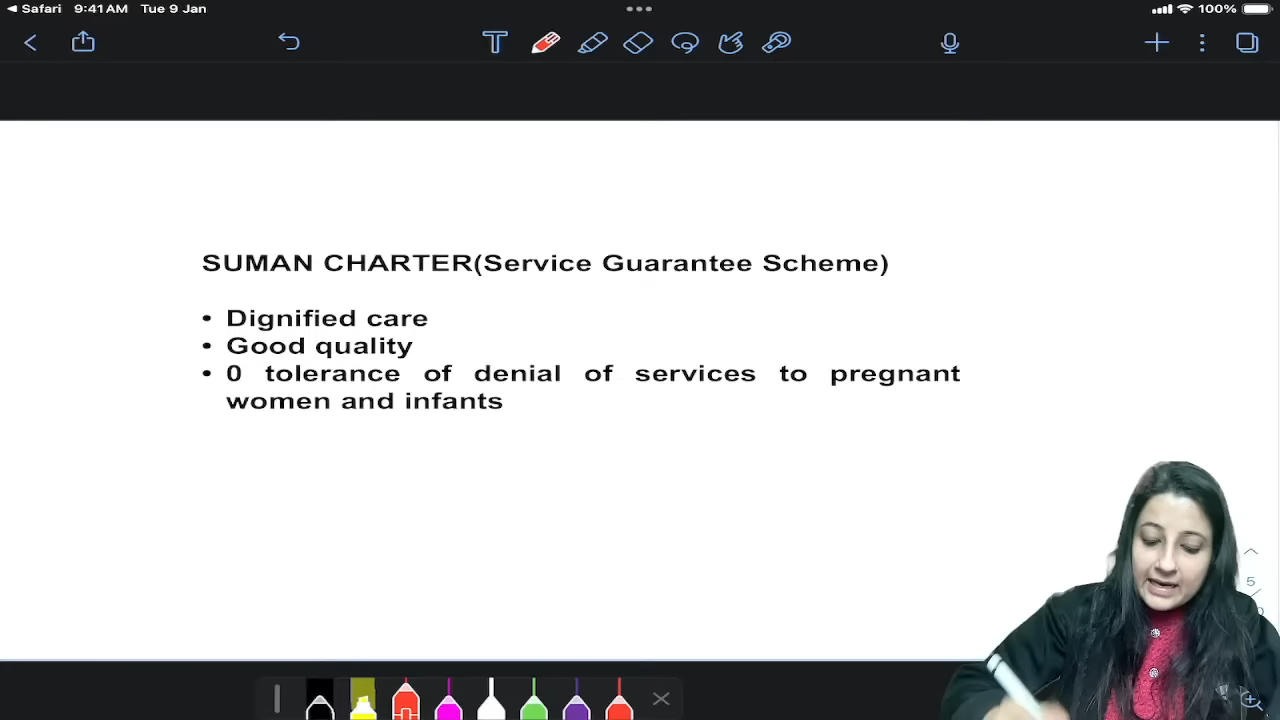 Safari 9:41 AM Tue 9 Jan 100%
T
SUMAN CHARTER(Service Guarantee Scheme)
• Dignified care
• Good quality
• 0 tolerance of denial of services to pregnant
women and infants
5